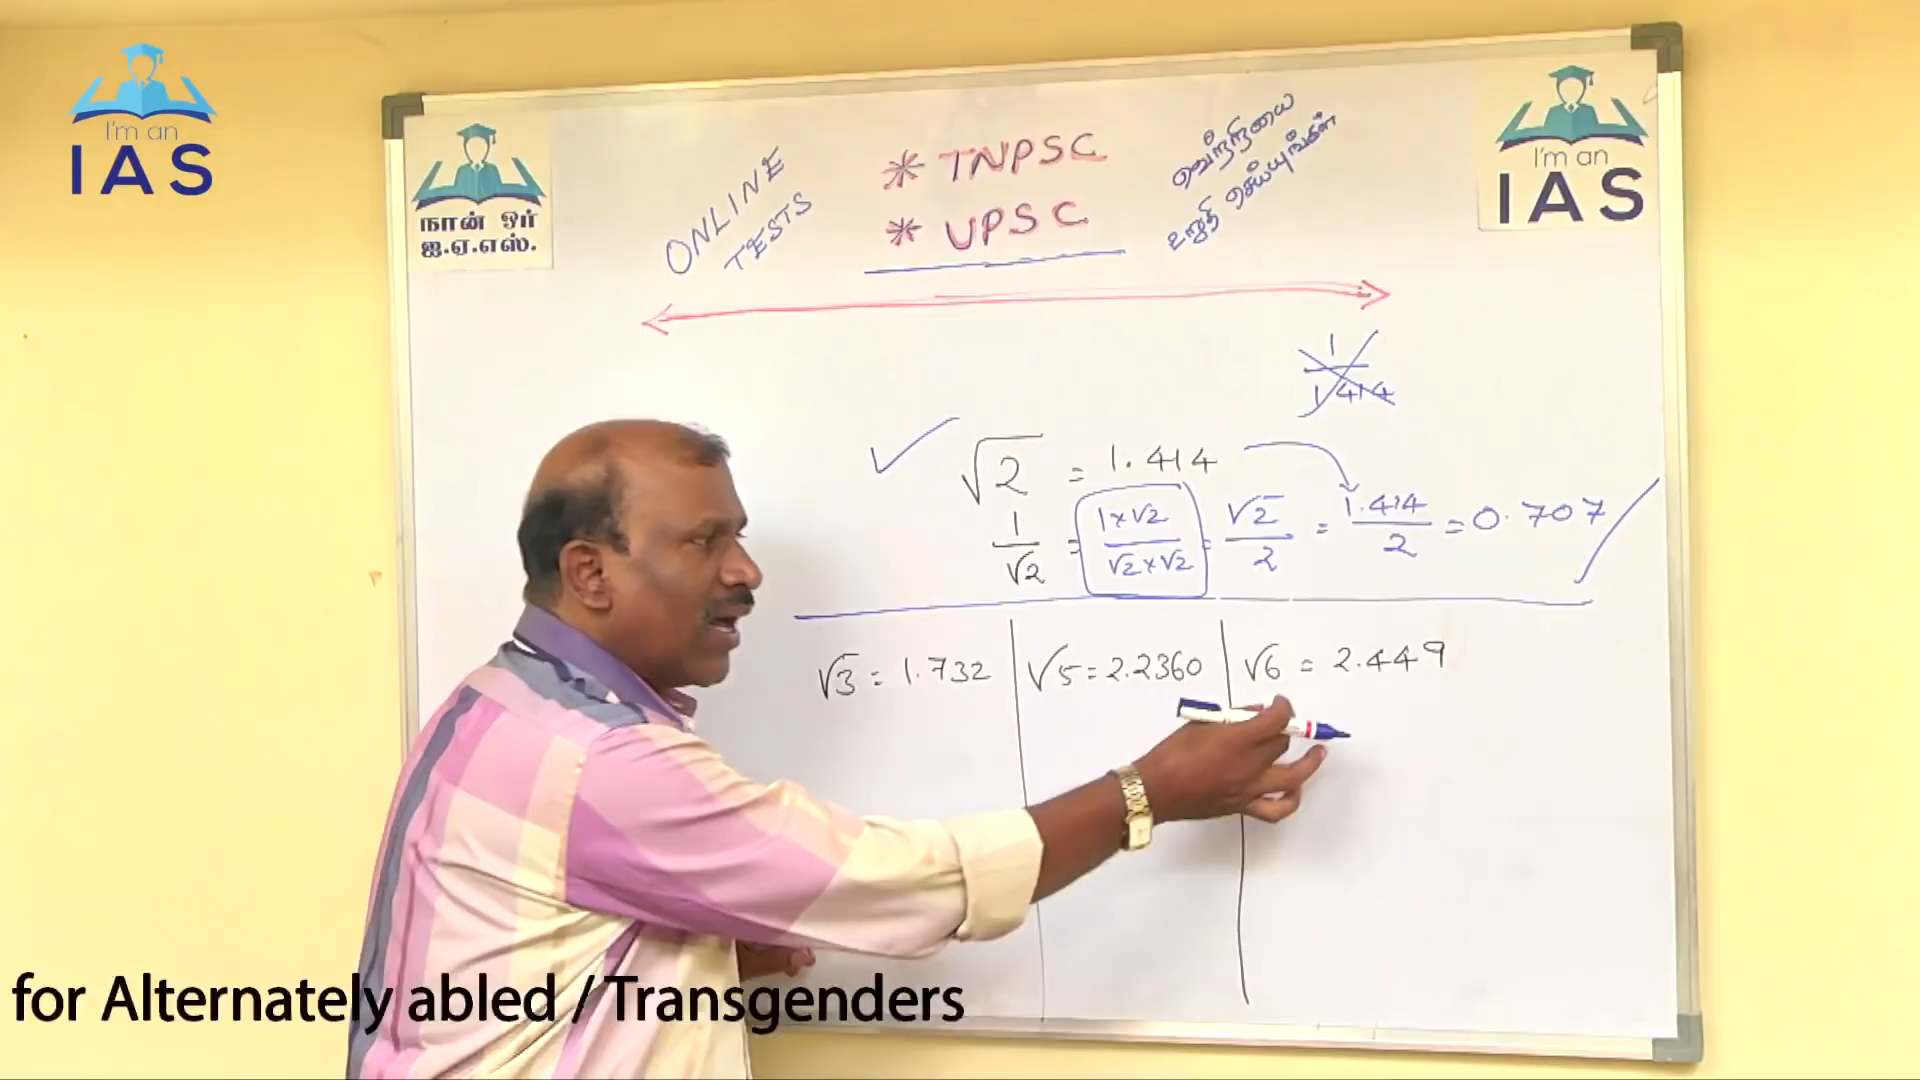 I'm an
IAS
நான் ஓர்
ஐ.ஏ.எஸ்.
ONLINE
TESTS
* TNPSC
* UPSC
வெற்றியை
உறுதி செய்யுங்கள்
I'm an
IAS
1
1.414
√2 = 1.414
1/√2 = 1×√2/√2×√2 = √2/2 = 1.414/2 = 0.707
√3 = 1.732
√5 = 2.2360
√6 = 2.449
for Alternately abled / Transgenders